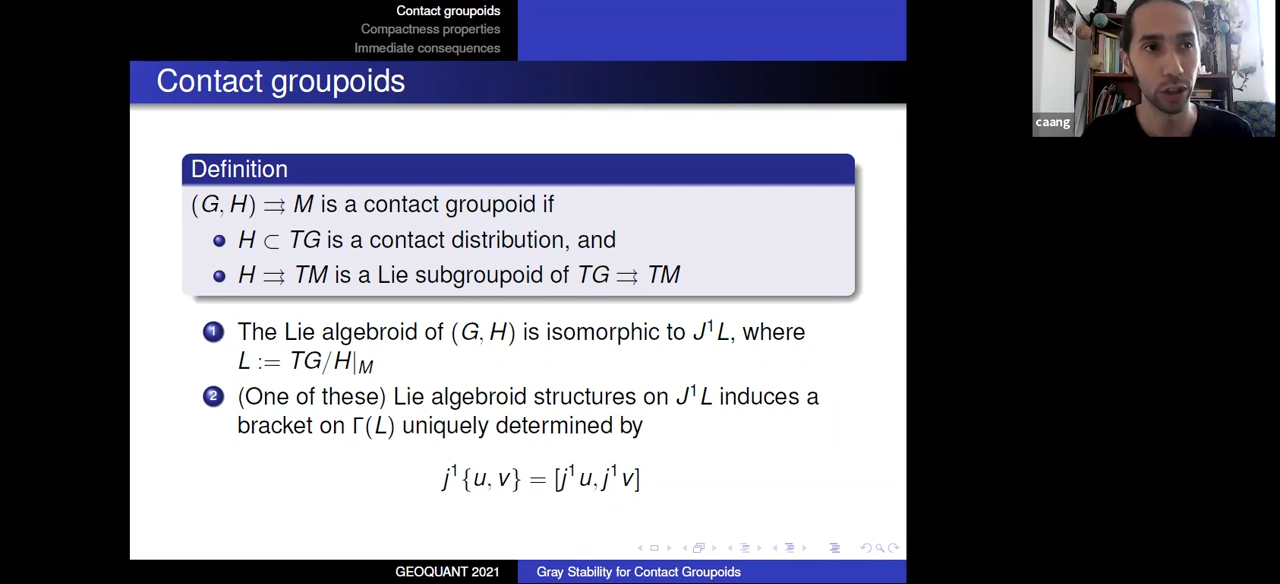 Contact groupoids
Compactness properties
Immediate consequences
Contact groupoids
caang
Definition
(G, H) ⇉ M is a contact groupoid if
H ⊂ TG is a contact distribution, and
H ⇉ TM is a Lie subgroupoid of TG ⇉ TM
1 The Lie algebroid of (G, H) is isomorphic to J¹L, where
L := TG/H|_M
2 (One of these) Lie algebroid structures on J¹L induces a
bracket on Γ(L) uniquely determined by
j¹{u, v} = [j¹u, j¹v]
GEOQUANT 2021
Gray Stability for Contact Groupoids